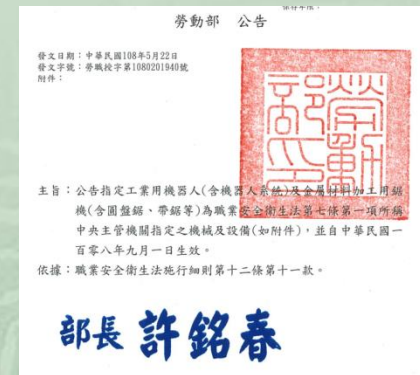 保存年限：
勞動部 公告
發文日期：中華民國108年5月22日
發文字號：勞職授字第1080201940號
附件：
勞動部印
主旨：公告指定工業用機器人(含機器人系統)及金屬材料加工用鋸
機(含圓盤鋸、帶鋸等)為職業安全衛生法第七條第一項所稱
中央主管機關指定之機械及設備(如附件)，並自中華民國一
百零八年九月一日生效。
依據：職業安全衛生法施行細則第十二條第十一款。
部長 許銘春